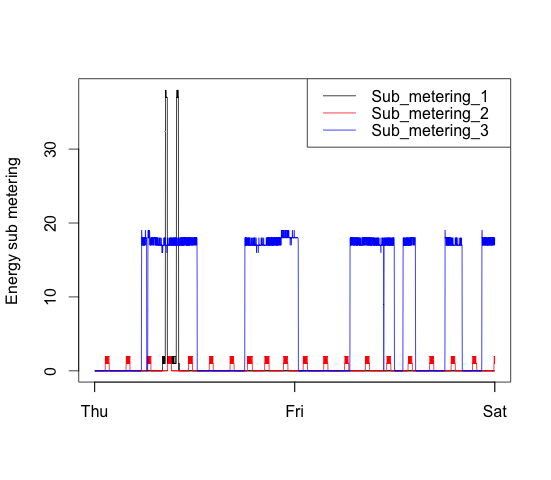 Sub_metering_1
Sub_metering_2
Sub_metering_3
Energy sub metering
30
20
10
0
Thu Fri Sat